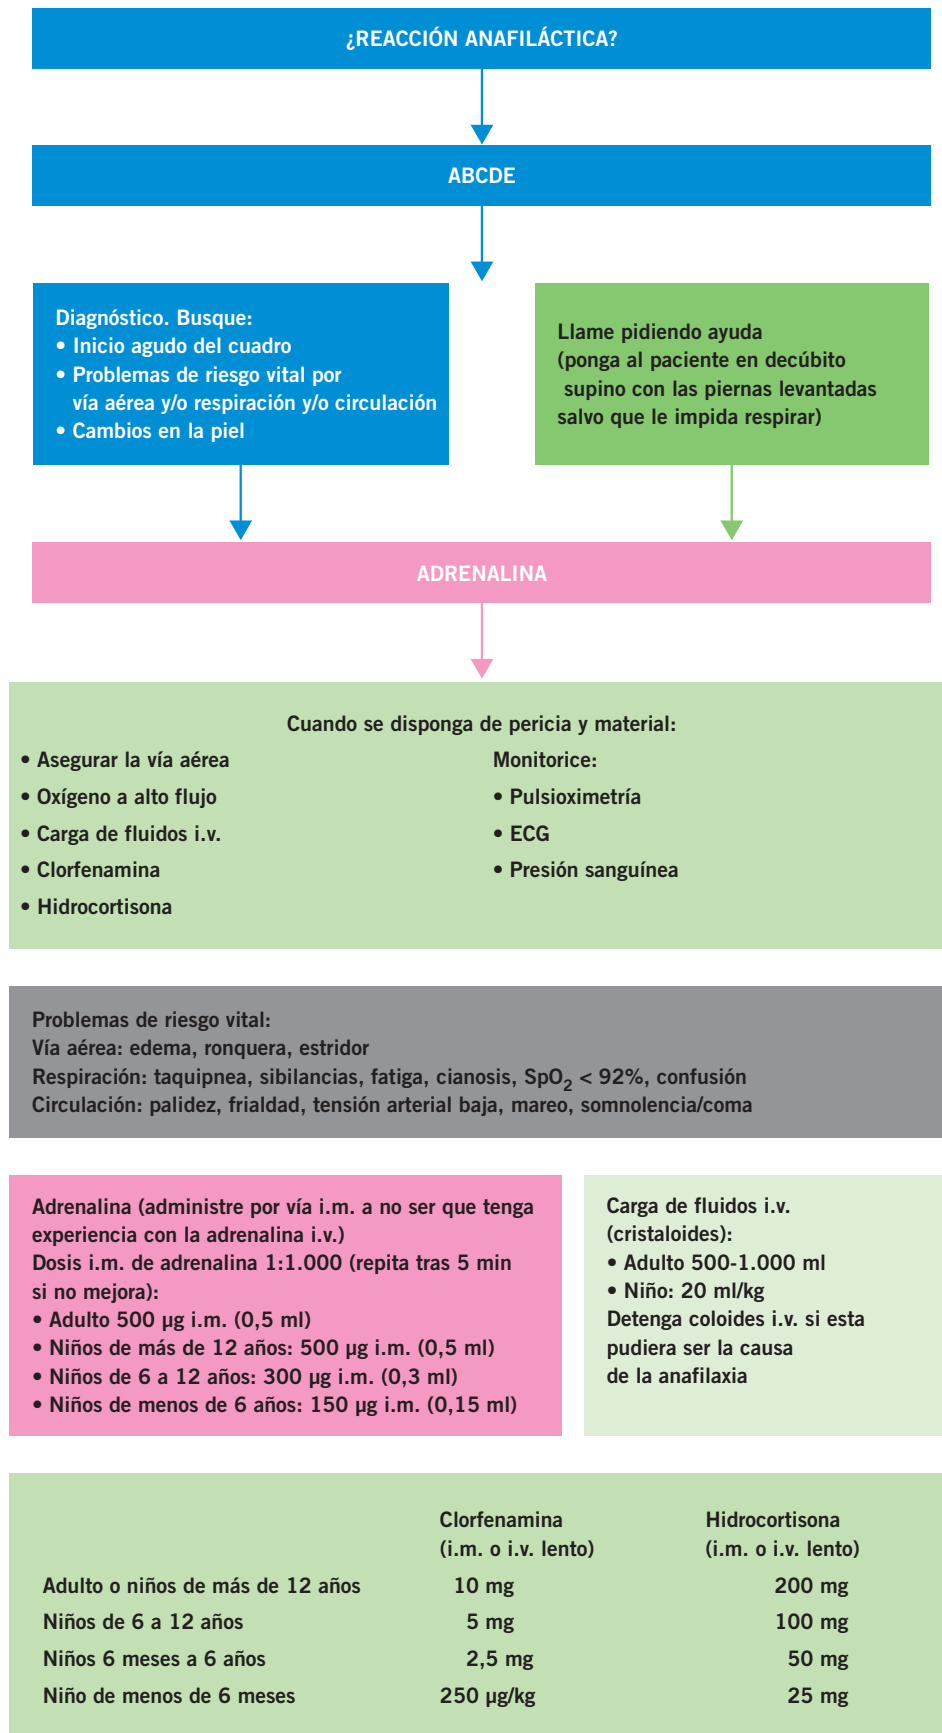 ¿REACCIÓN ANAFILÁCTICA?
ABCDE
Diagnóstico. Busque:
• Inicio agudo del cuadro
• Problemas de riesgo vital por
vía aérea y/o respiración y/o circulación
• Cambios en la piel
Llame pidiendo ayuda
(ponga al paciente en decúbito
supino con las piernas levantadas
salvo que le impida respirar)
ADRENALINA
Cuando se disponga de pericia y material:
• Asegurar la vía aérea
• Oxígeno a alto flujo
• Carga de fluidos i.v.
• Clorfenamina
• Hidrocortisona
Monitorice:
• Pulsioximetría
• ECG
• Presión sanguínea
Problemas de riesgo vital:
Vía aérea: edema, ronquera, estridor
Respiración: taquipnea, sibilancias, fatiga, cianosis, SpO2 < 92%, confusión
Circulación: palidez, frialdad, tensión arterial baja, mareo, somnolencia/coma
Adrenalina (administre por vía i.m. a no ser que tenga
experiencia con la adrenalina i.v.)
Dosis i.m. de adrenalina 1:1.000 (repita tras 5 min
si no mejora):
• Adulto 500 µg i.m. (0,5 ml)
• Niños de más de 12 años: 500 µg i.m. (0,5 ml)
• Niños de 6 a 12 años: 300 µg i.m. (0,3 ml)
• Niños de menos de 6 años: 150 µg i.m. (0,15 ml)
Carga de fluidos i.v.
(cristaloides):
• Adulto 500-1.000 ml
• Niño: 20 ml/kg
Detenga coloides i.v. si esta
pudiera ser la causa
de la anafilaxia
Clorfenamina Hidrocortisona
(i.m. o i.v. lento) (i.m. o i.v. lento)
Adulto o niños de más de 12 años 10 mg 200 mg
Niños de 6 a 12 años 5 mg 100 mg
Niños 6 meses a 6 años 2,5 mg 50 mg
Niño de menos de 6 meses 250 µg/kg 25 mg